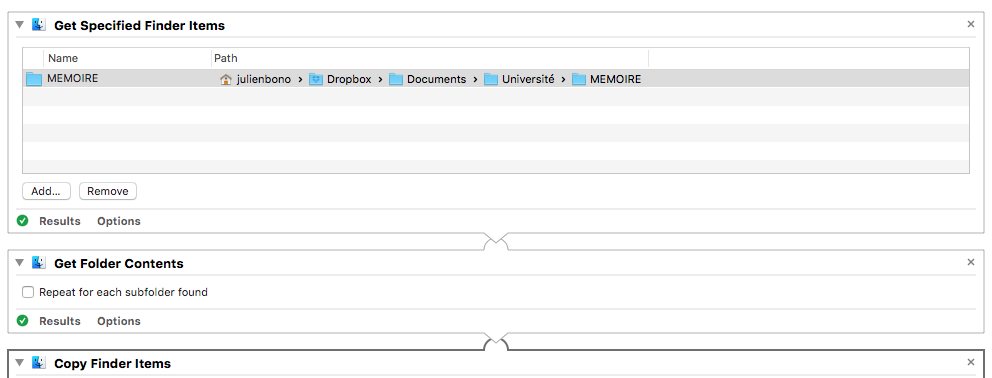 Get Specified Finder Items
Name Path
MEMOIRE julienbono › Dropbox › Documents › Université › MEMOIRE
Add... Remove
Results Options
Get Folder Contents
Repeat for each subfolder found
Results Options
Copy Finder Items